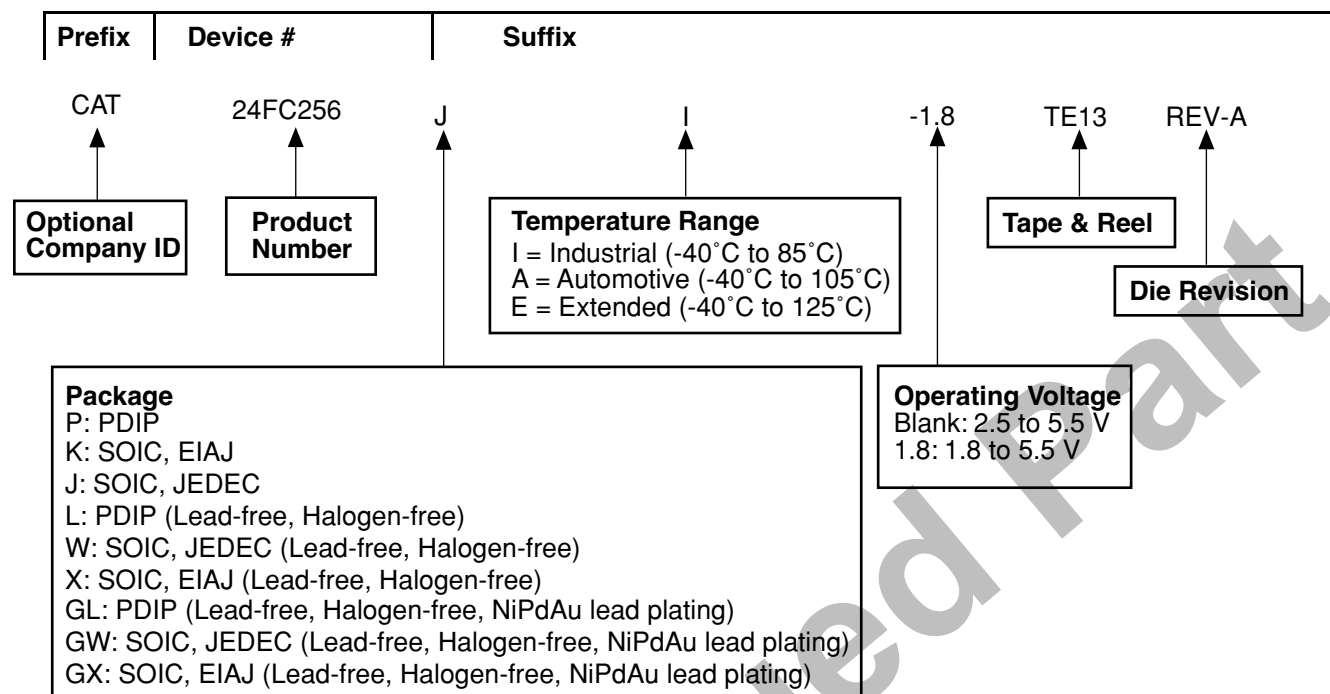 Prefix Device # Suffix
CAT 24FC256 J I -1.8 TE13 REV-A
Optional
Company ID
Product
Number
Temperature Range
I = Industrial (-40˚C to 85˚C)
A = Automotive (-40˚C to 105˚C)
E = Extended (-40˚C to 125˚C)
Tape & Reel
Die Revision
Package
P: PDIP
K: SOIC, EIAJ
J: SOIC, JEDEC
L: PDIP (Lead-free, Halogen-free)
W: SOIC, JEDEC (Lead-free, Halogen-free)
X: SOIC, EIAJ (Lead-free, Halogen-free)
GL: PDIP (Lead-free, Halogen-free, NiPdAu lead plating)
GW: SOIC, JEDEC (Lead-free, Halogen-free, NiPdAu lead plating)
GX: SOIC, EIAJ (Lead-free, Halogen-free, NiPdAu lead plating)
Operating Voltage
Blank: 2.5 to 5.5 V
1.8: 1.8 to 5.5 V
Part